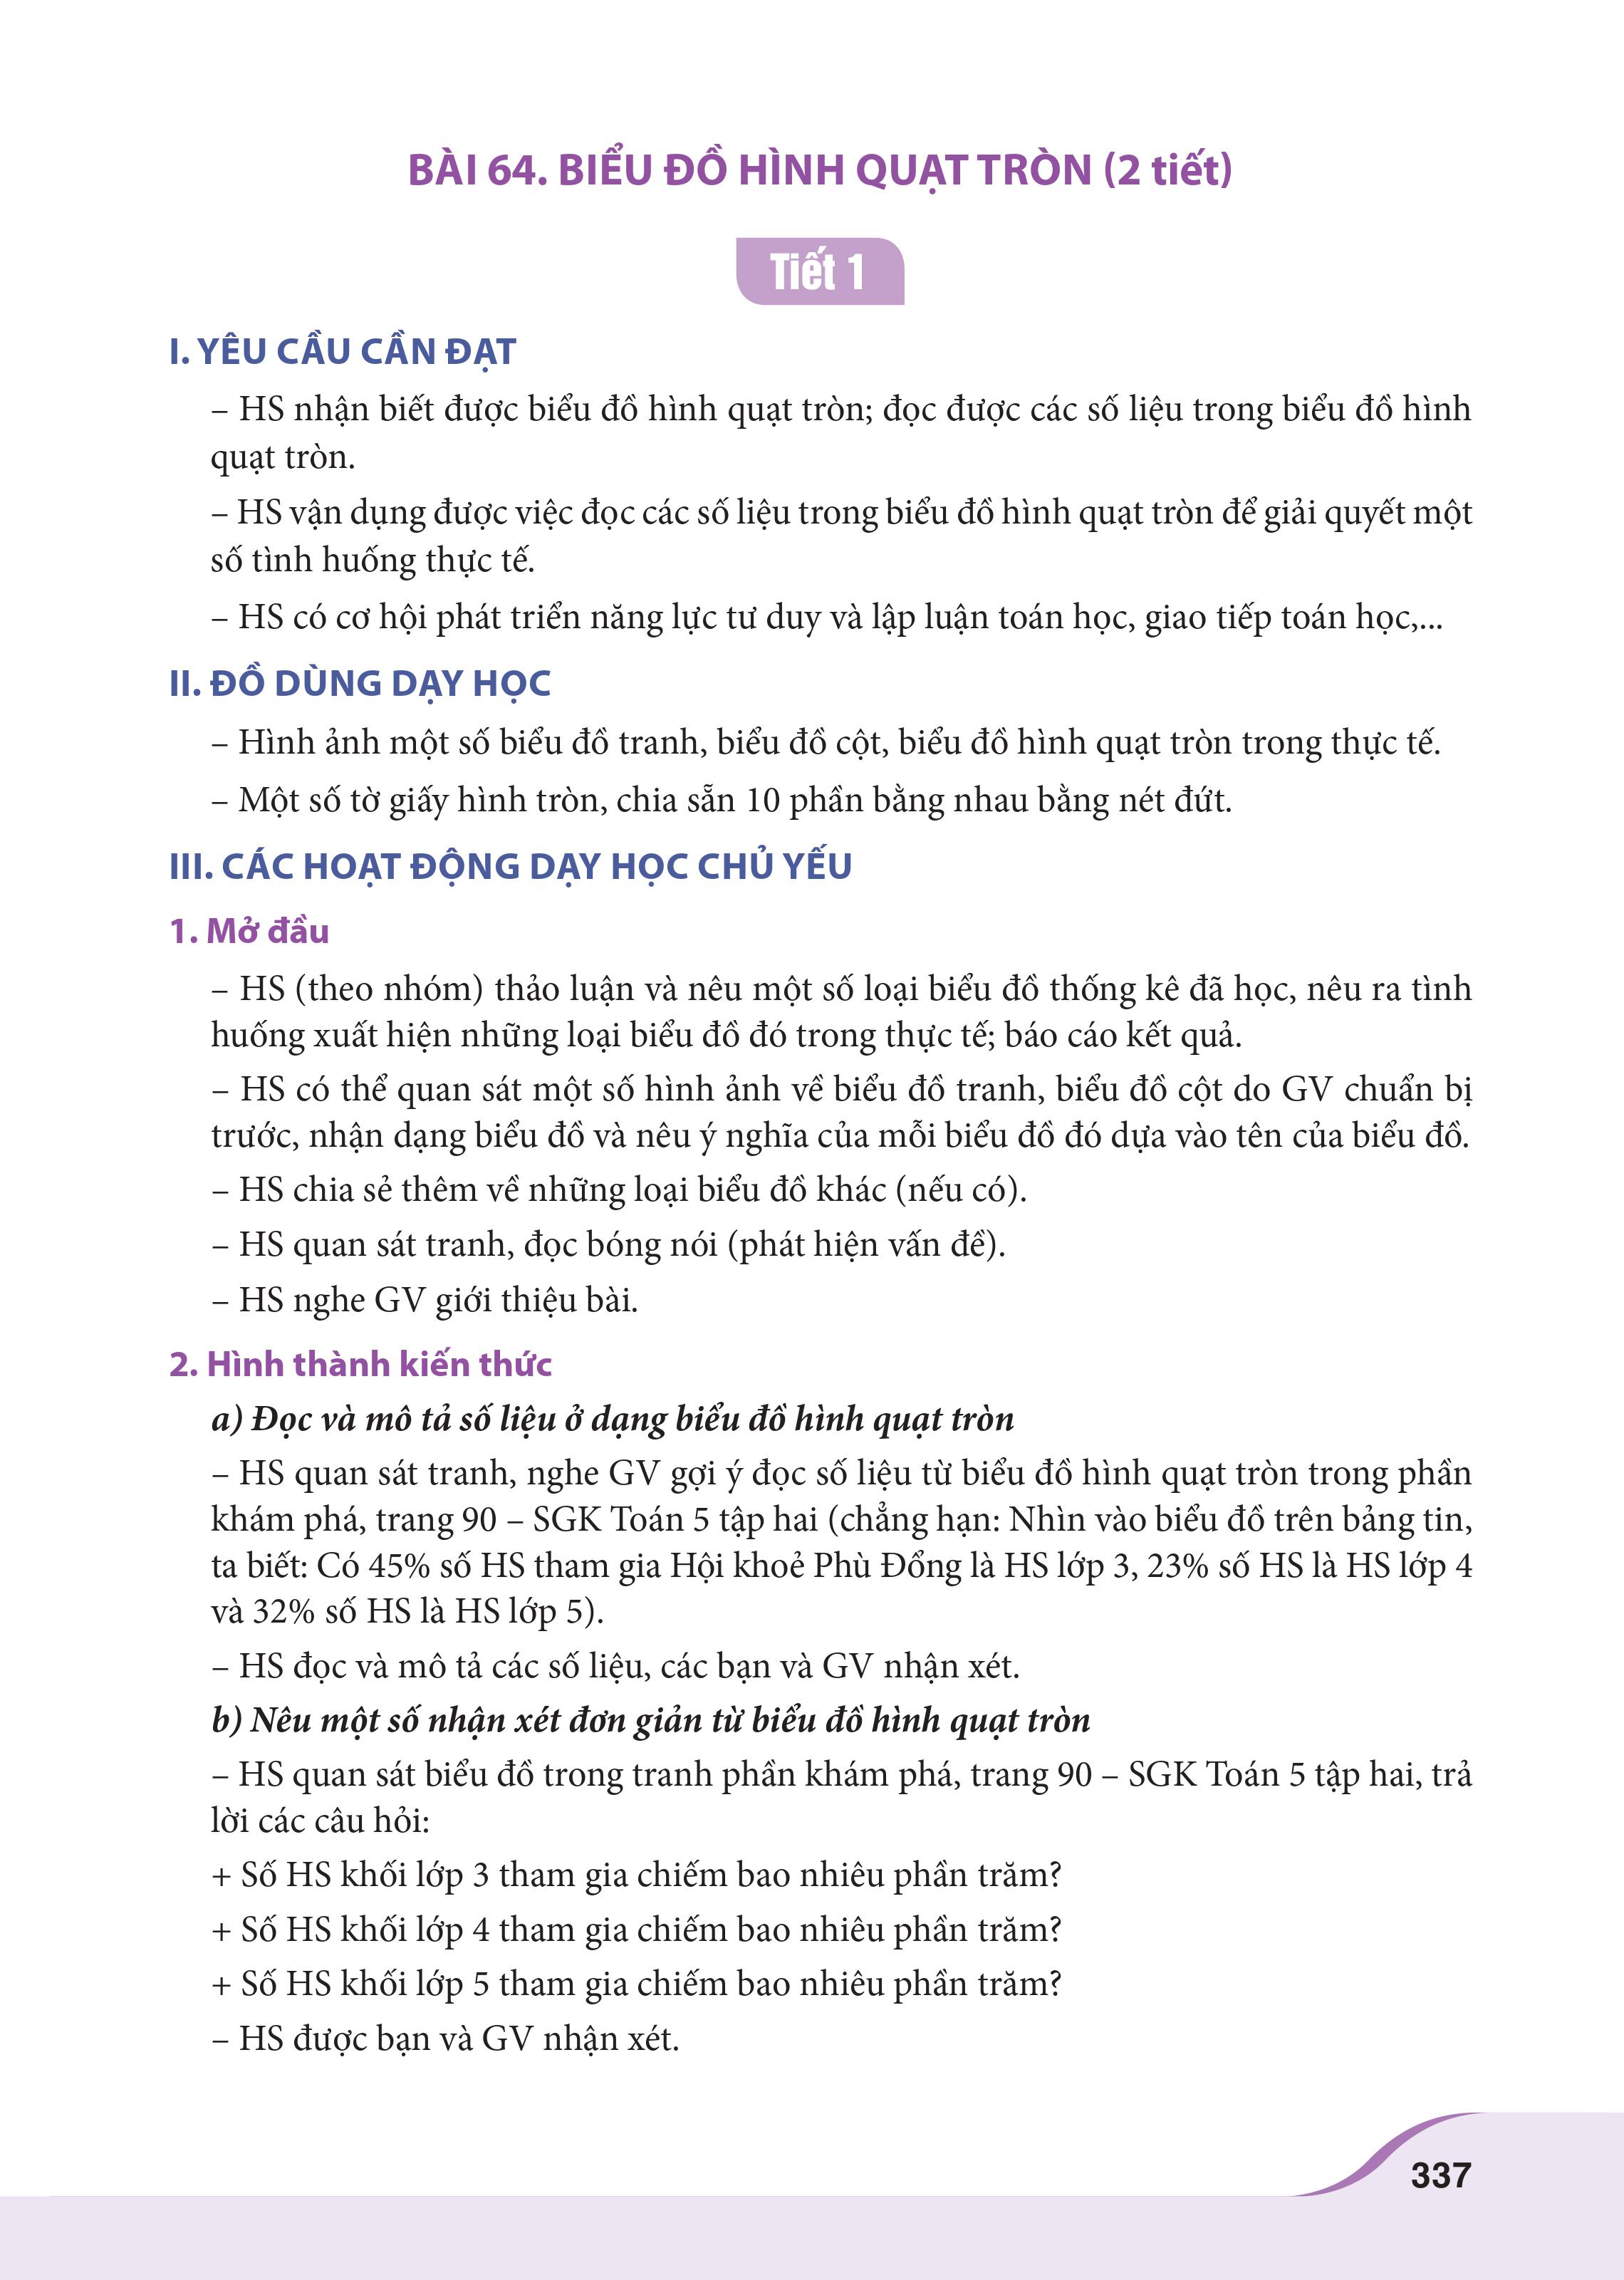 BÀI 64. BIỂU ĐỒ HÌNH QUẠT TRÒN (2 tiết)
Tiết 1
I. YÊU CẦU CẦN ĐẠT
– HS nhận biết được biểu đồ hình quạt tròn; đọc được các số liệu trong biểu đồ hình
quạt tròn.
– HS vận dụng được việc đọc các số liệu trong biểu đồ hình quạt tròn để giải quyết một
số tình huống thực tế.
– HS có cơ hội phát triển năng lực tư duy và lập luận toán học, giao tiếp toán học,...
II. ĐỒ DÙNG DẠY HỌC
– Hình ảnh một số biểu đồ tranh, biểu đồ cột, biểu đồ hình quạt tròn trong thực tế.
– Một số tờ giấy hình tròn, chia sẵn 10 phần bằng nhau bằng nét đứt.
III. CÁC HOẠT ĐỘNG DẠY HỌC CHỦ YẾU
1. Mở đầu
– HS (theo nhóm) thảo luận và nêu một số loại biểu đồ thống kê đã học, nêu ra tình
huống xuất hiện những loại biểu đồ đó trong thực tế; báo cáo kết quả.
– HS có thể quan sát một số hình ảnh về biểu đồ tranh, biểu đồ cột do GV chuẩn bị
trước, nhận dạng biểu đồ và nêu ý nghĩa của mỗi biểu đồ đó dựa vào tên của biểu đồ.
– HS chia sẻ thêm về những loại biểu đồ khác (nếu có).
– HS quan sát tranh, đọc bóng nói (phát hiện vấn đề).
– HS nghe GV giới thiệu bài.
2. Hình thành kiến thức
a) Đọc và mô tả số liệu ở dạng biểu đồ hình quạt tròn
– HS quan sát tranh, nghe GV gợi ý đọc số liệu từ biểu đồ hình quạt tròn trong phần
khám phá, trang 90 – SGK Toán 5 tập hai (chẳng hạn: Nhìn vào biểu đồ trên bảng tin,
ta biết: Có 45% số HS tham gia Hội khoẻ Phù Đổng là HS lớp 3, 23% số HS là HS lớp 4
và 32% số HS là HS lớp 5).
– HS đọc và mô tả các số liệu, các bạn và GV nhận xét.
b) Nêu một số nhận xét đơn giản từ biểu đồ hình quạt tròn
– HS quan sát biểu đồ trong tranh phần khám phá, trang 90 – SGK Toán 5 tập hai, trả
lời các câu hỏi:
+ Số HS khối lớp 3 tham gia chiếm bao nhiêu phần trăm?
+ Số HS khối lớp 4 tham gia chiếm bao nhiêu phần trăm?
+ Số HS khối lớp 5 tham gia chiếm bao nhiêu phần trăm?
– HS được bạn và GV nhận xét.
337